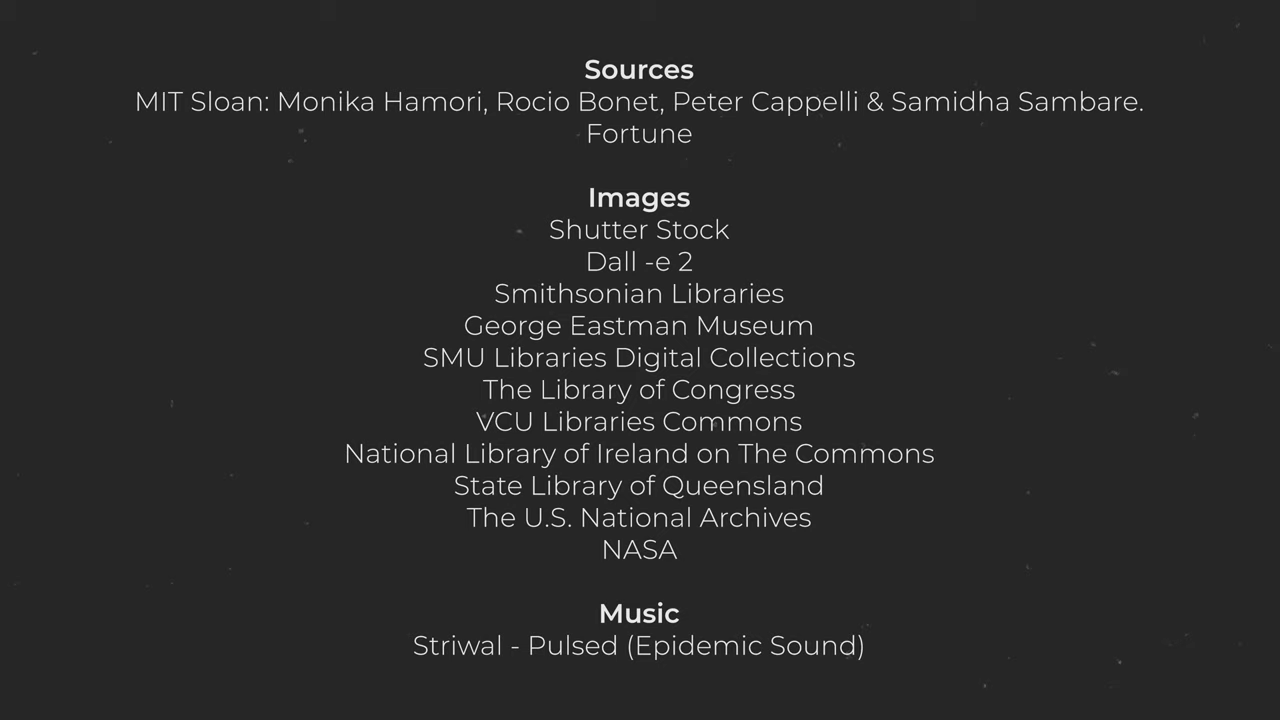 Sources
MIT Sloan: Monika Hamori, Rocio Bonet, Peter Cappelli & Samidha Sambare.
Fortune
Images
Shutter Stock
Dall -e 2
Smithsonian Libraries
George Eastman Museum
SMU Libraries Digital Collections
The Library of Congress
VCU Libraries Commons
National Library of Ireland on The Commons
State Library of Queensland
The U.S. National Archives
NASA
Music
Striwal - Pulsed (Epidemic Sound)